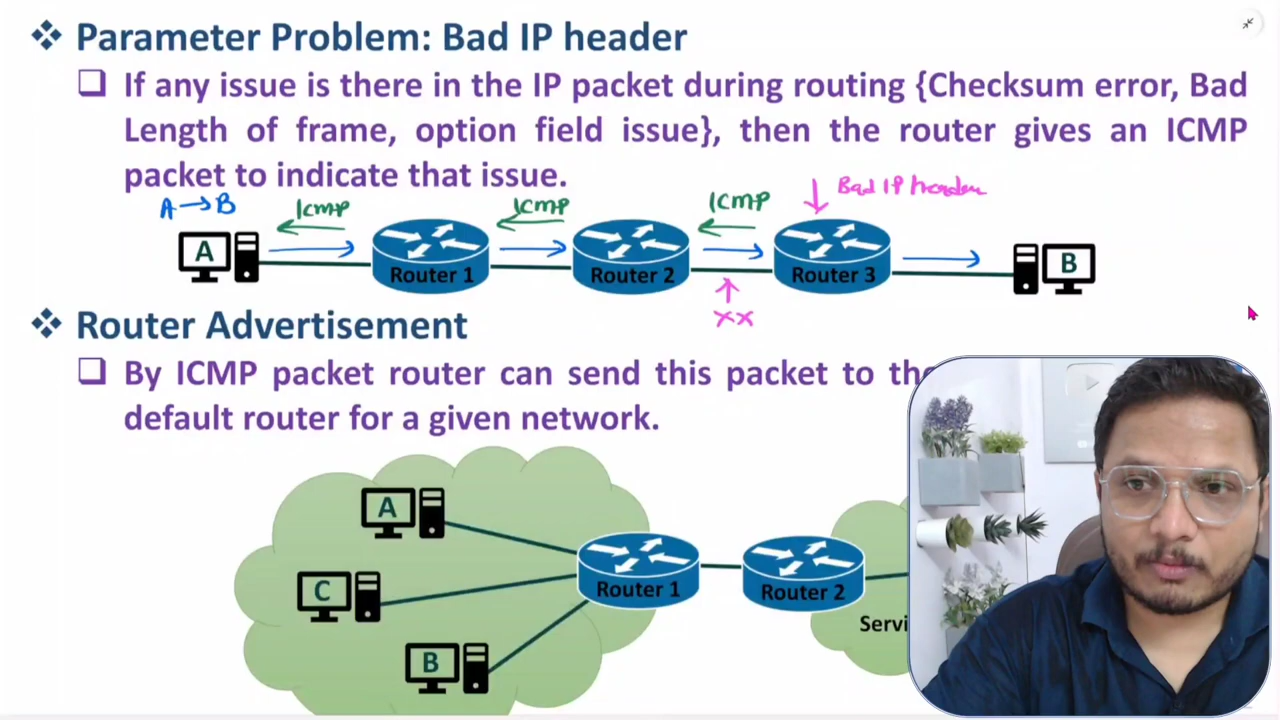 Parameter Problem: Bad IP header
If any issue is there in the IP packet during routing {Checksum error, Bad
Length of frame, option field issue}, then the router gives an ICMP
packet to indicate that issue.
A → B
ICMP
ICMP
ICMP
Bad IP header
A
Router 1
Router 2
Router 3
B
xx
Router Advertisement
By ICMP packet router can send this packet to the
default router for a given network.
A
C
B
Router 1
Router 2
Servi